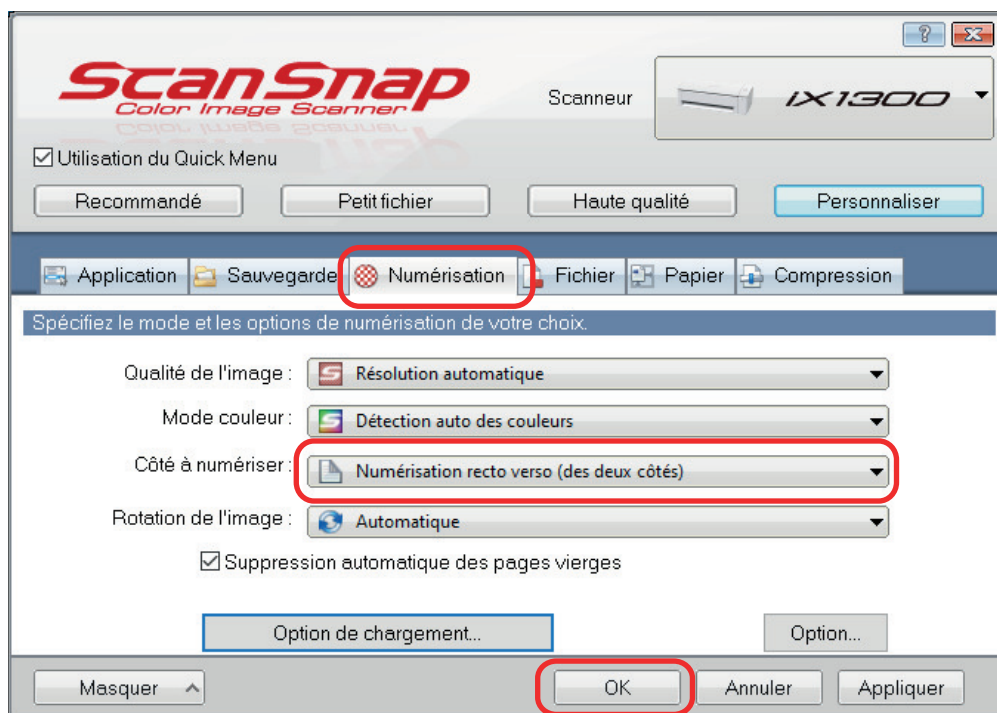 ScanSnap
Color Image Scanner
Scanneur
iX1300
Utilisation du Quick Menu
Recommandé
Petit fichier
Haute qualité
Personnaliser
Application
Sauvegarde
Numérisation
Fichier
Papier
Compression
Spécifiez le mode et les options de numérisation de votre choix.
Qualité de l'image :
Résolution automatique
Mode couleur :
Détection auto des couleurs
Côté à numériser :
Numérisation recto verso (des deux côtés)
Rotation de l'image :
Automatique
Suppression automatique des pages vierges
Option de chargement...
Option...
Masquer
OK
Annuler
Appliquer